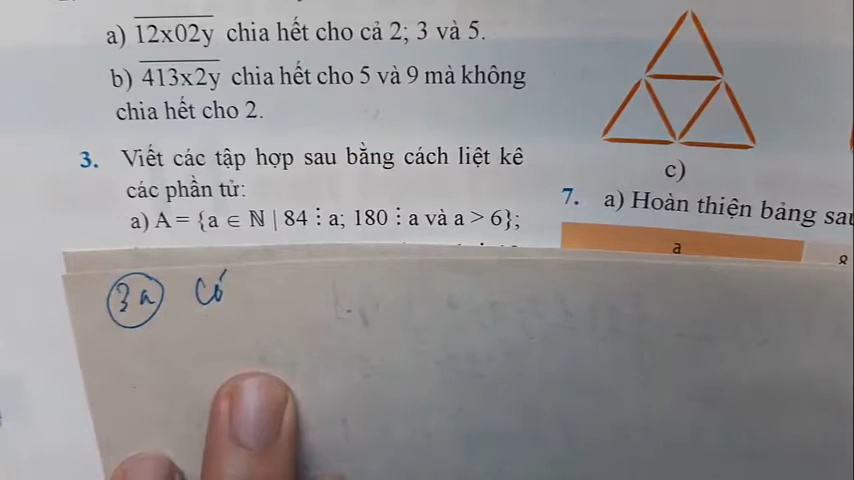 a) 12x02y chia hết cho cả 2; 3 và 5.
b) 413x2y chia hết cho 5 và 9 mà không
chia hết cho 2.
3. Viết các tập hợp sau bằng cách liệt kê
các phần tử:
a) A = {a ∈ ℕ | 84 ⋮ a; 180 ⋮ a và a > 6};
c)
7. a) Hoàn thiện bảng sau
a
8
3a Có